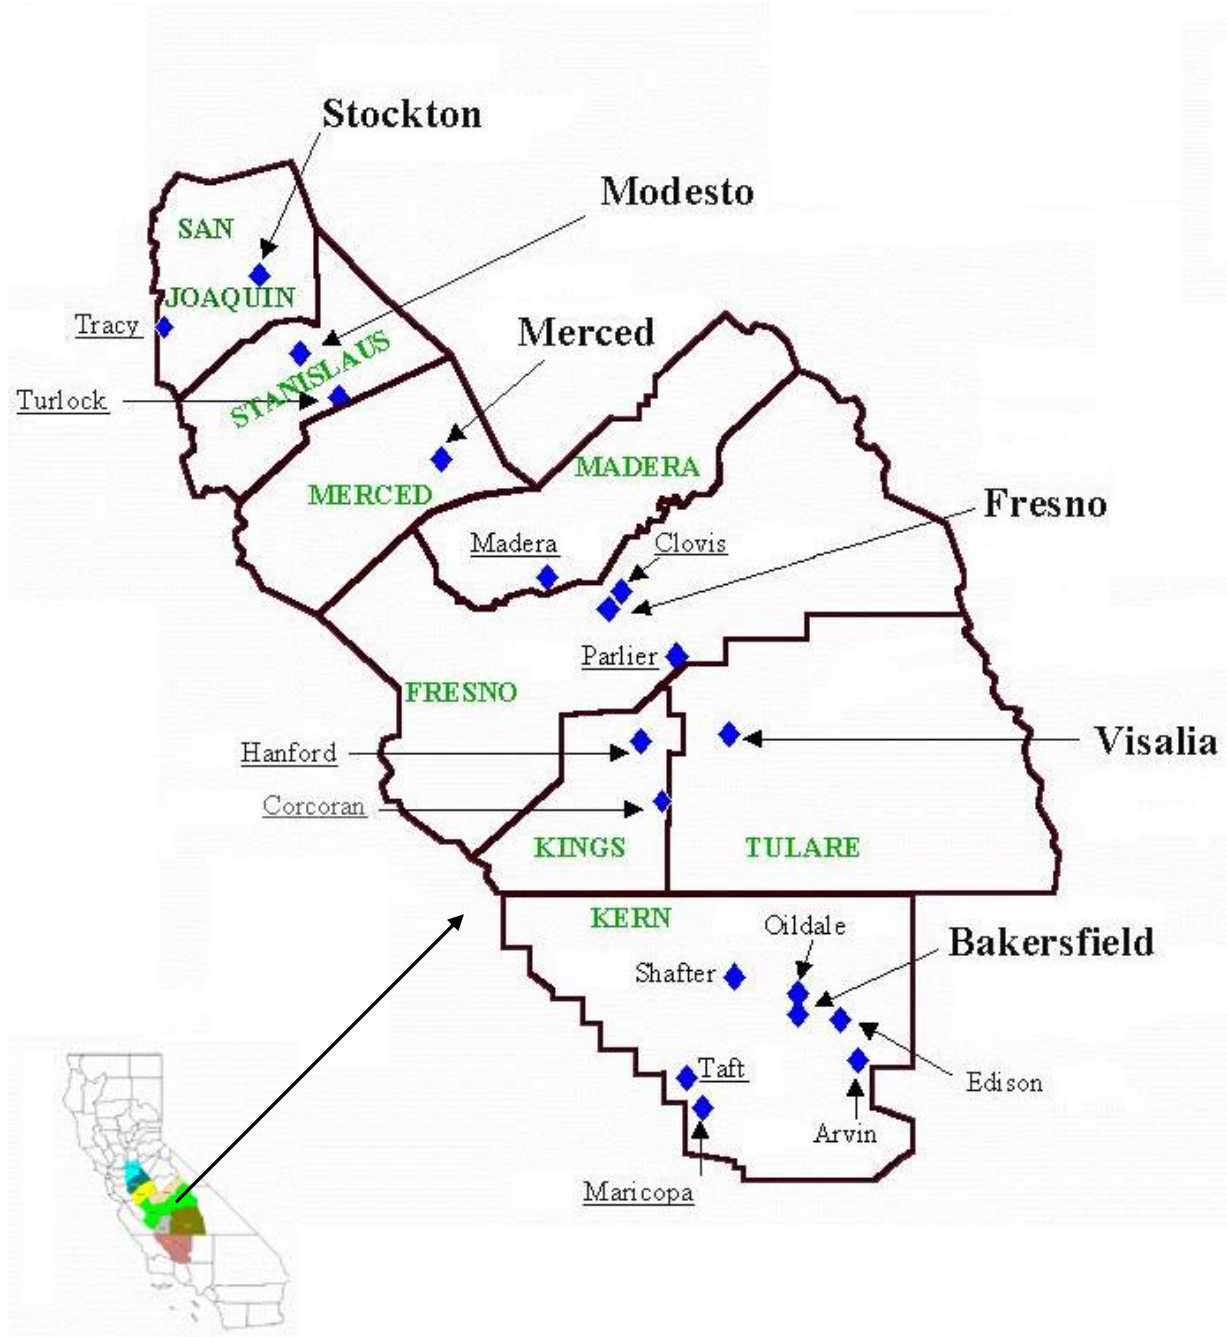 Stockton
Modesto
SAN
JOAQUIN
Tracy
Merced
STANISLAUS
Turlock
MADERA
MERCED
Fresno
Madera
Clovis
Parlier
FRESNO
Hanford
Visalia
Corcoran
KINGS
TULARE
KERN
Oildale
Bakersfield
Shafter
Taft
Edison
Arvin
Maricopa